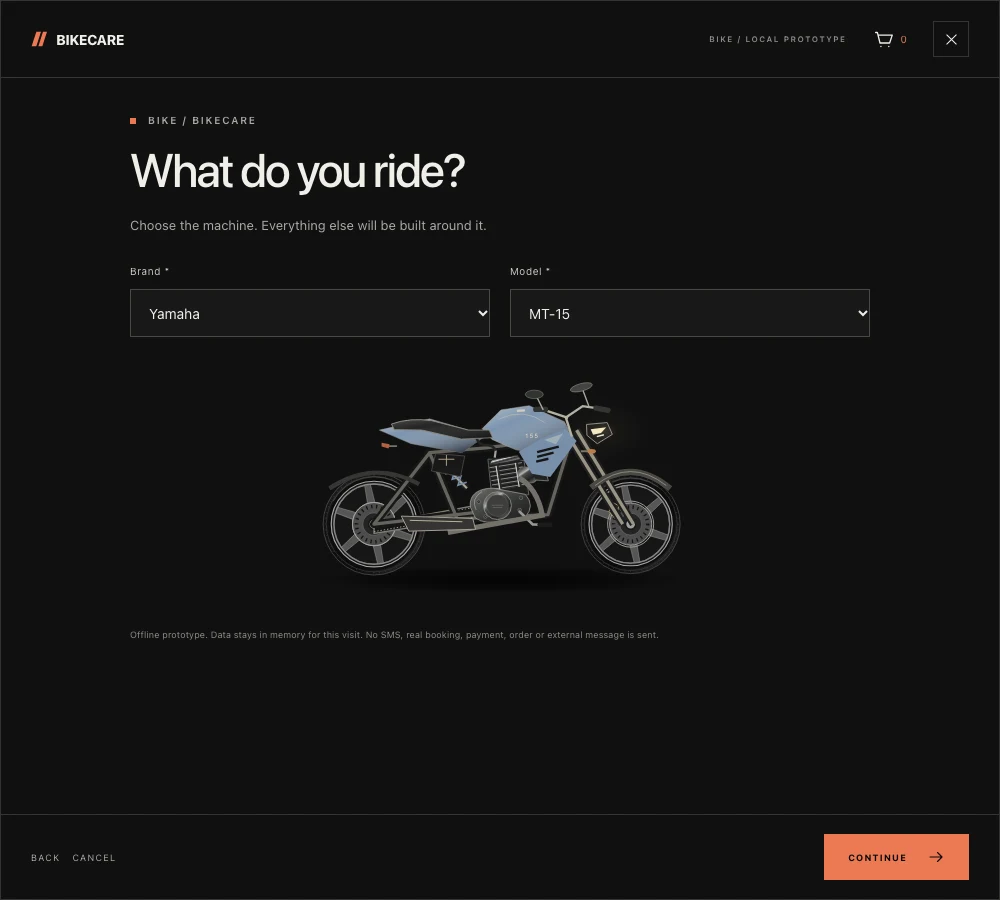 BIKECARE
BIKE / LOCAL PROTOTYPE
0
BIKE / BIKECARE
What do you ride?
Choose the machine. Everything else will be built around it.
Brand *
Model *
Yamaha
MT-15
155
Offline prototype. Data stays in memory for this visit. No SMS, real booking, payment, order or external message is sent.
BACK
CANCEL
CONTINUE